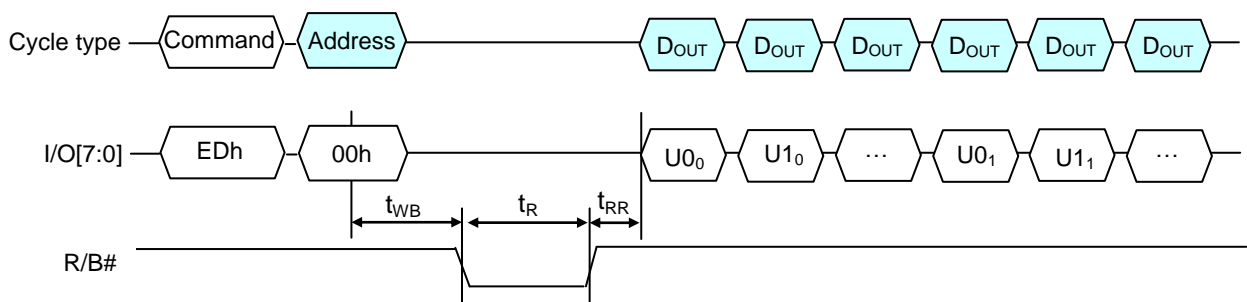 Cycle type Command Address DOUT DOUT DOUT DOUT DOUT DOUT
I/O[7:0] EDh 00h U0₀ U1₀ ... U0₁ U1₁ ...
tWB tR tRR
R/B#